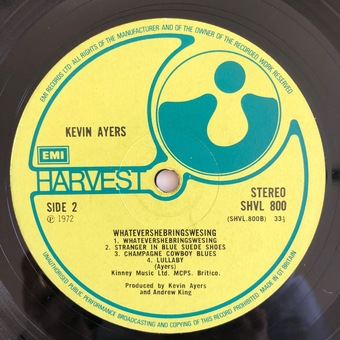 EMI RECORDS LTD. ALL RIGHTS OF THE MANUFACTURER AND OF THE OWNER OF THE RECORDED WORK RESERVED
KEVIN AYERS
EMI
HARVEST
SIDE 2
℗ 1972
STEREO
SHVL 800
(SHVL.800B) 33⅓
WHATEVERSHEBRINGSWESING
1. WHATEVERSHEBRINGSWESING
2. STRANGER IN BLUE SUEDE SHOES
3. CHAMPAGNE COWBOY BLUES
4. LULLABY
(Ayers)
Kinney Music Ltd. MCPS. Britico.
Produced by Kevin Ayers
and Andrew King
UNAUTHORISED PUBLIC PERFORMANCE BROADCASTING AND COPYING OF THIS RECORD PROHIBITED. MADE IN GT BRITAIN